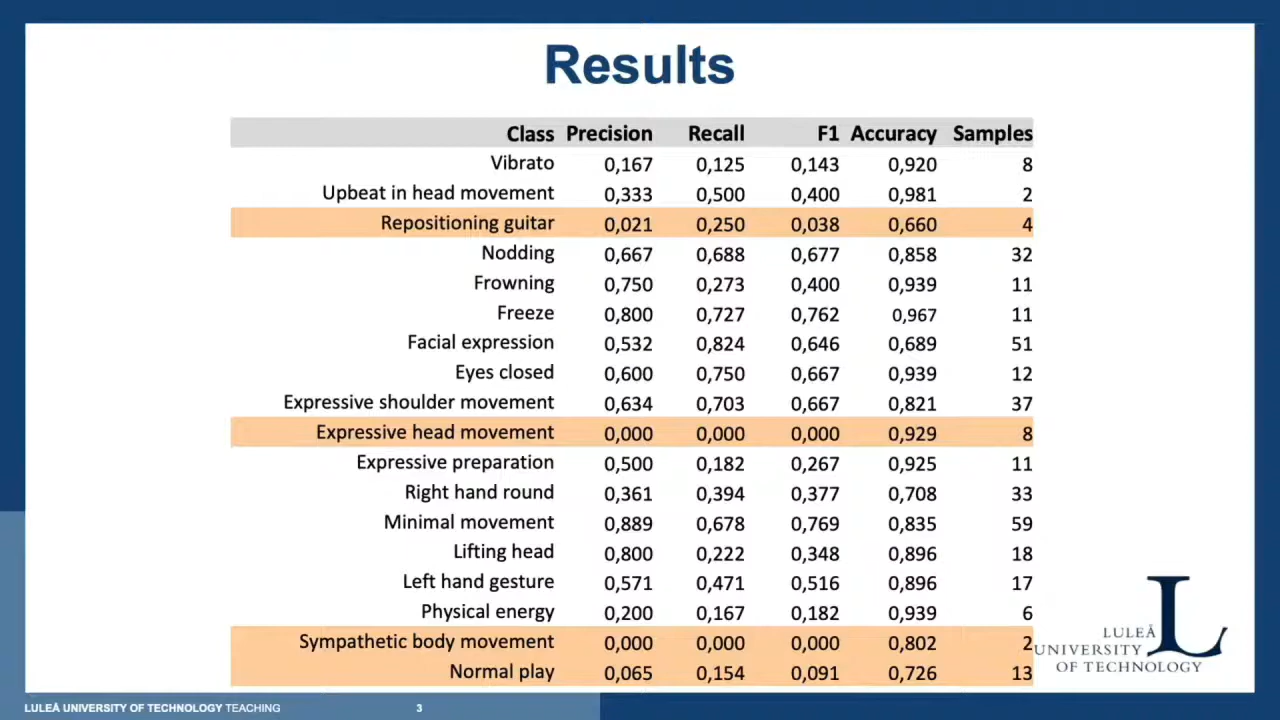 Results
Class Precision Recall F1 Accuracy Samples
Vibrato 0,167 0,125 0,143 0,920 8
Upbeat in head movement 0,333 0,500 0,400 0,981 2
Repositioning guitar 0,021 0,250 0,038 0,660 4
Nodding 0,667 0,688 0,677 0,858 32
Frowning 0,750 0,273 0,400 0,939 11
Freeze 0,800 0,727 0,762 0,967 11
Facial expression 0,532 0,824 0,646 0,689 51
Eyes closed 0,600 0,750 0,667 0,939 12
Expressive shoulder movement 0,634 0,703 0,667 0,821 37
Expressive head movement 0,000 0,000 0,000 0,929 8
Expressive preparation 0,500 0,182 0,267 0,925 11
Right hand round 0,361 0,394 0,377 0,708 33
Minimal movement 0,889 0,678 0,769 0,835 59
Lifting head 0,800 0,222 0,348 0,896 18
Left hand gesture 0,571 0,471 0,516 0,896 17
Physical energy 0,200 0,167 0,182 0,939 6
Sympathetic body movement 0,000 0,000 0,000 0,802 2
Normal play 0,065 0,154 0,091 0,726 13
L
LULEÅ
UNIVERSITY
OF TECHNOLOGY
LULEÅ UNIVERSITY OF TECHNOLOGY TEACHING 3